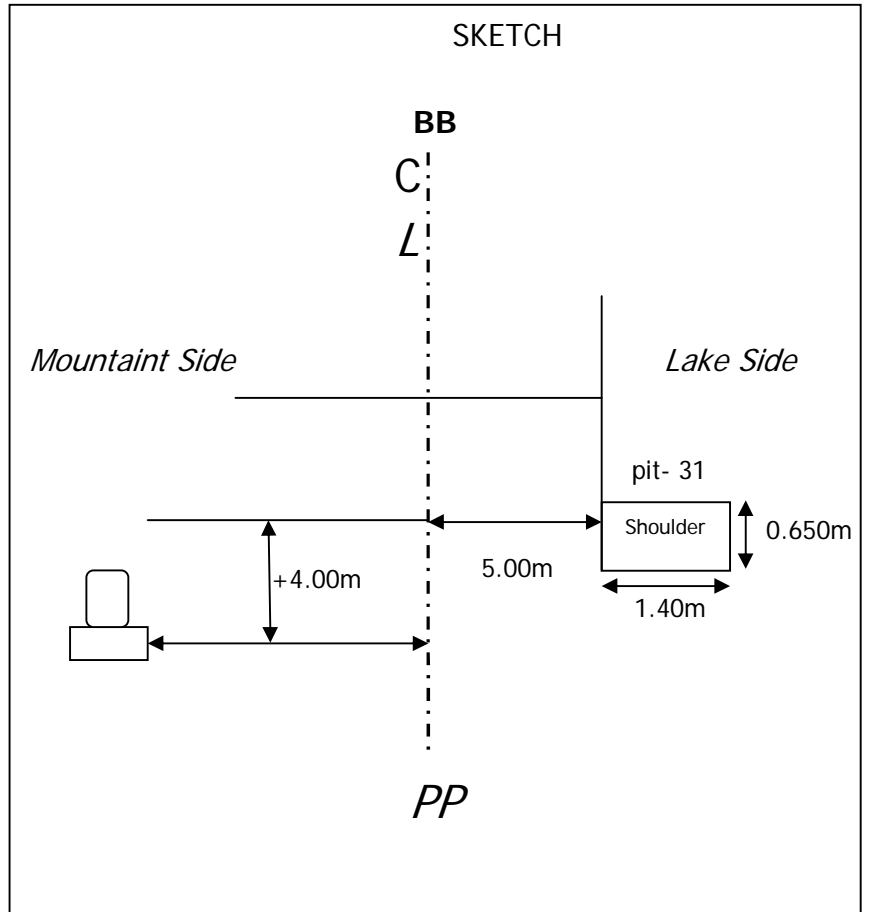 SKETCH
BB
C
L
Mountaint Side
Lake Side
pit- 31
Shoulder
0.650m
5.00m
+4.00m
1.40m
PP